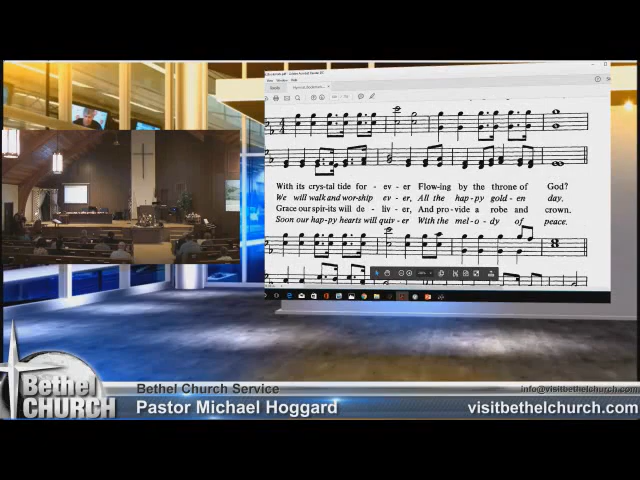 With its crys-tal tide for - ev - er Flow-ing by the throne of God?
We will walk and wor-ship ev - er, All the hap-py gold - en day.
Grace our spir-its will de - liv - er, And pro-vide a robe and crown.
Soon our hap-py hearts will quiv - er With the mel - o - dy of peace.
Bethel
CHURCH
Bethel Church Service
info@visitbethelchurch.com
Pastor Michael Hoggard
visitbethelchurch.com